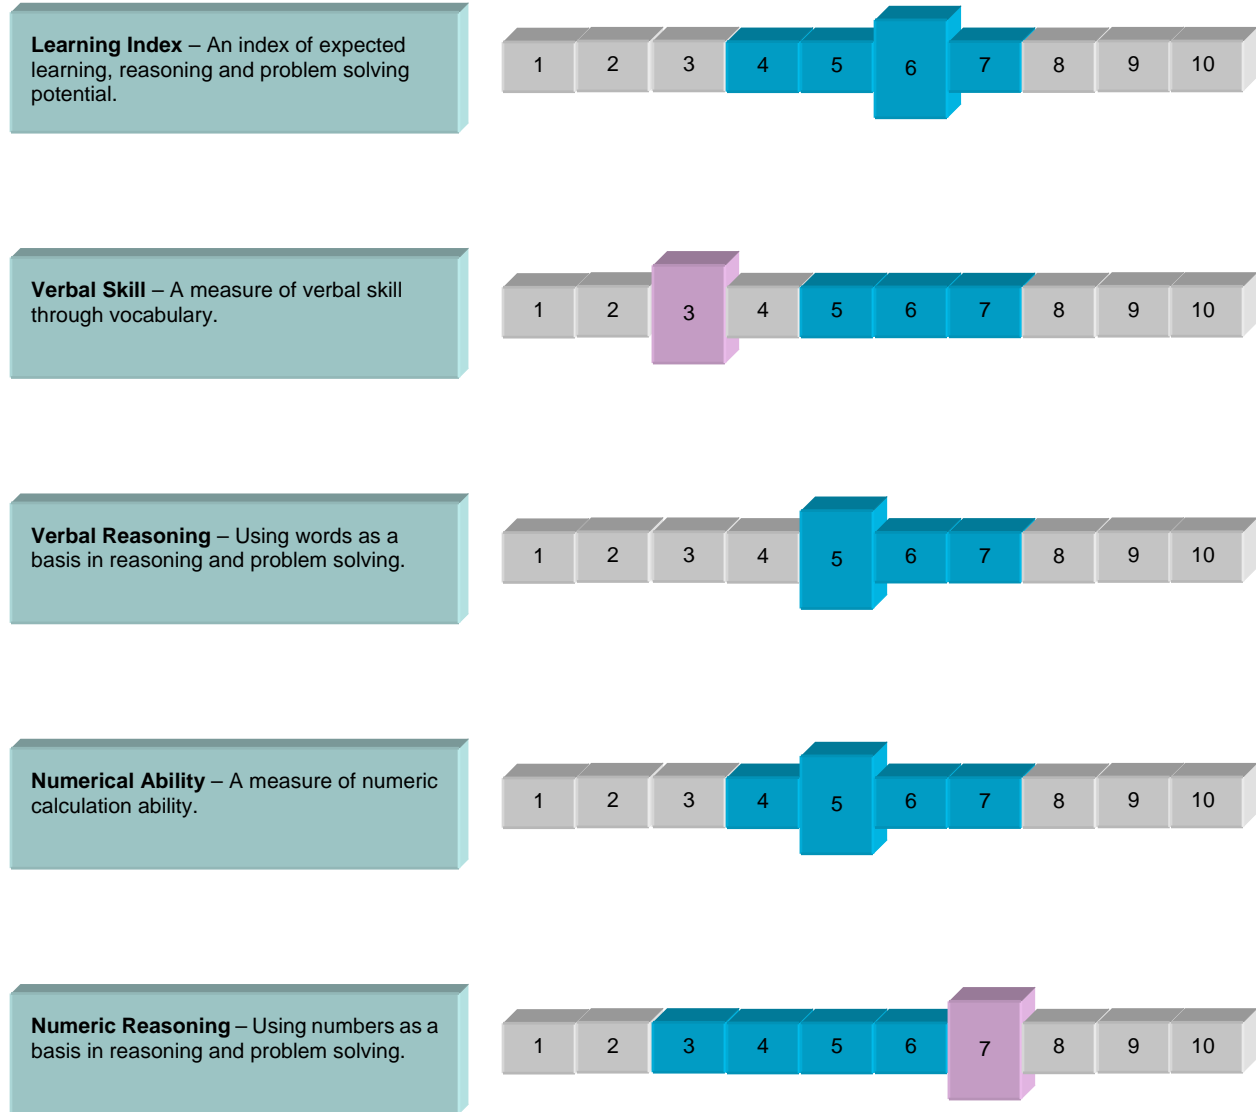 Learning Index – An index of expected
learning, reasoning and problem solving
potential.
1 2 3 4 5 6 7 8 9 10
Verbal Skill – A measure of verbal skill
through vocabulary.
1 2 3 4 5 6 7 8 9 10
Verbal Reasoning – Using words as a
basis in reasoning and problem solving.
1 2 3 4 5 6 7 8 9 10
Numerical Ability – A measure of numeric
calculation ability.
1 2 3 4 5 6 7 8 9 10
Numeric Reasoning – Using numbers as a
basis in reasoning and problem solving.
1 2 3 4 5 6 7 8 9 10